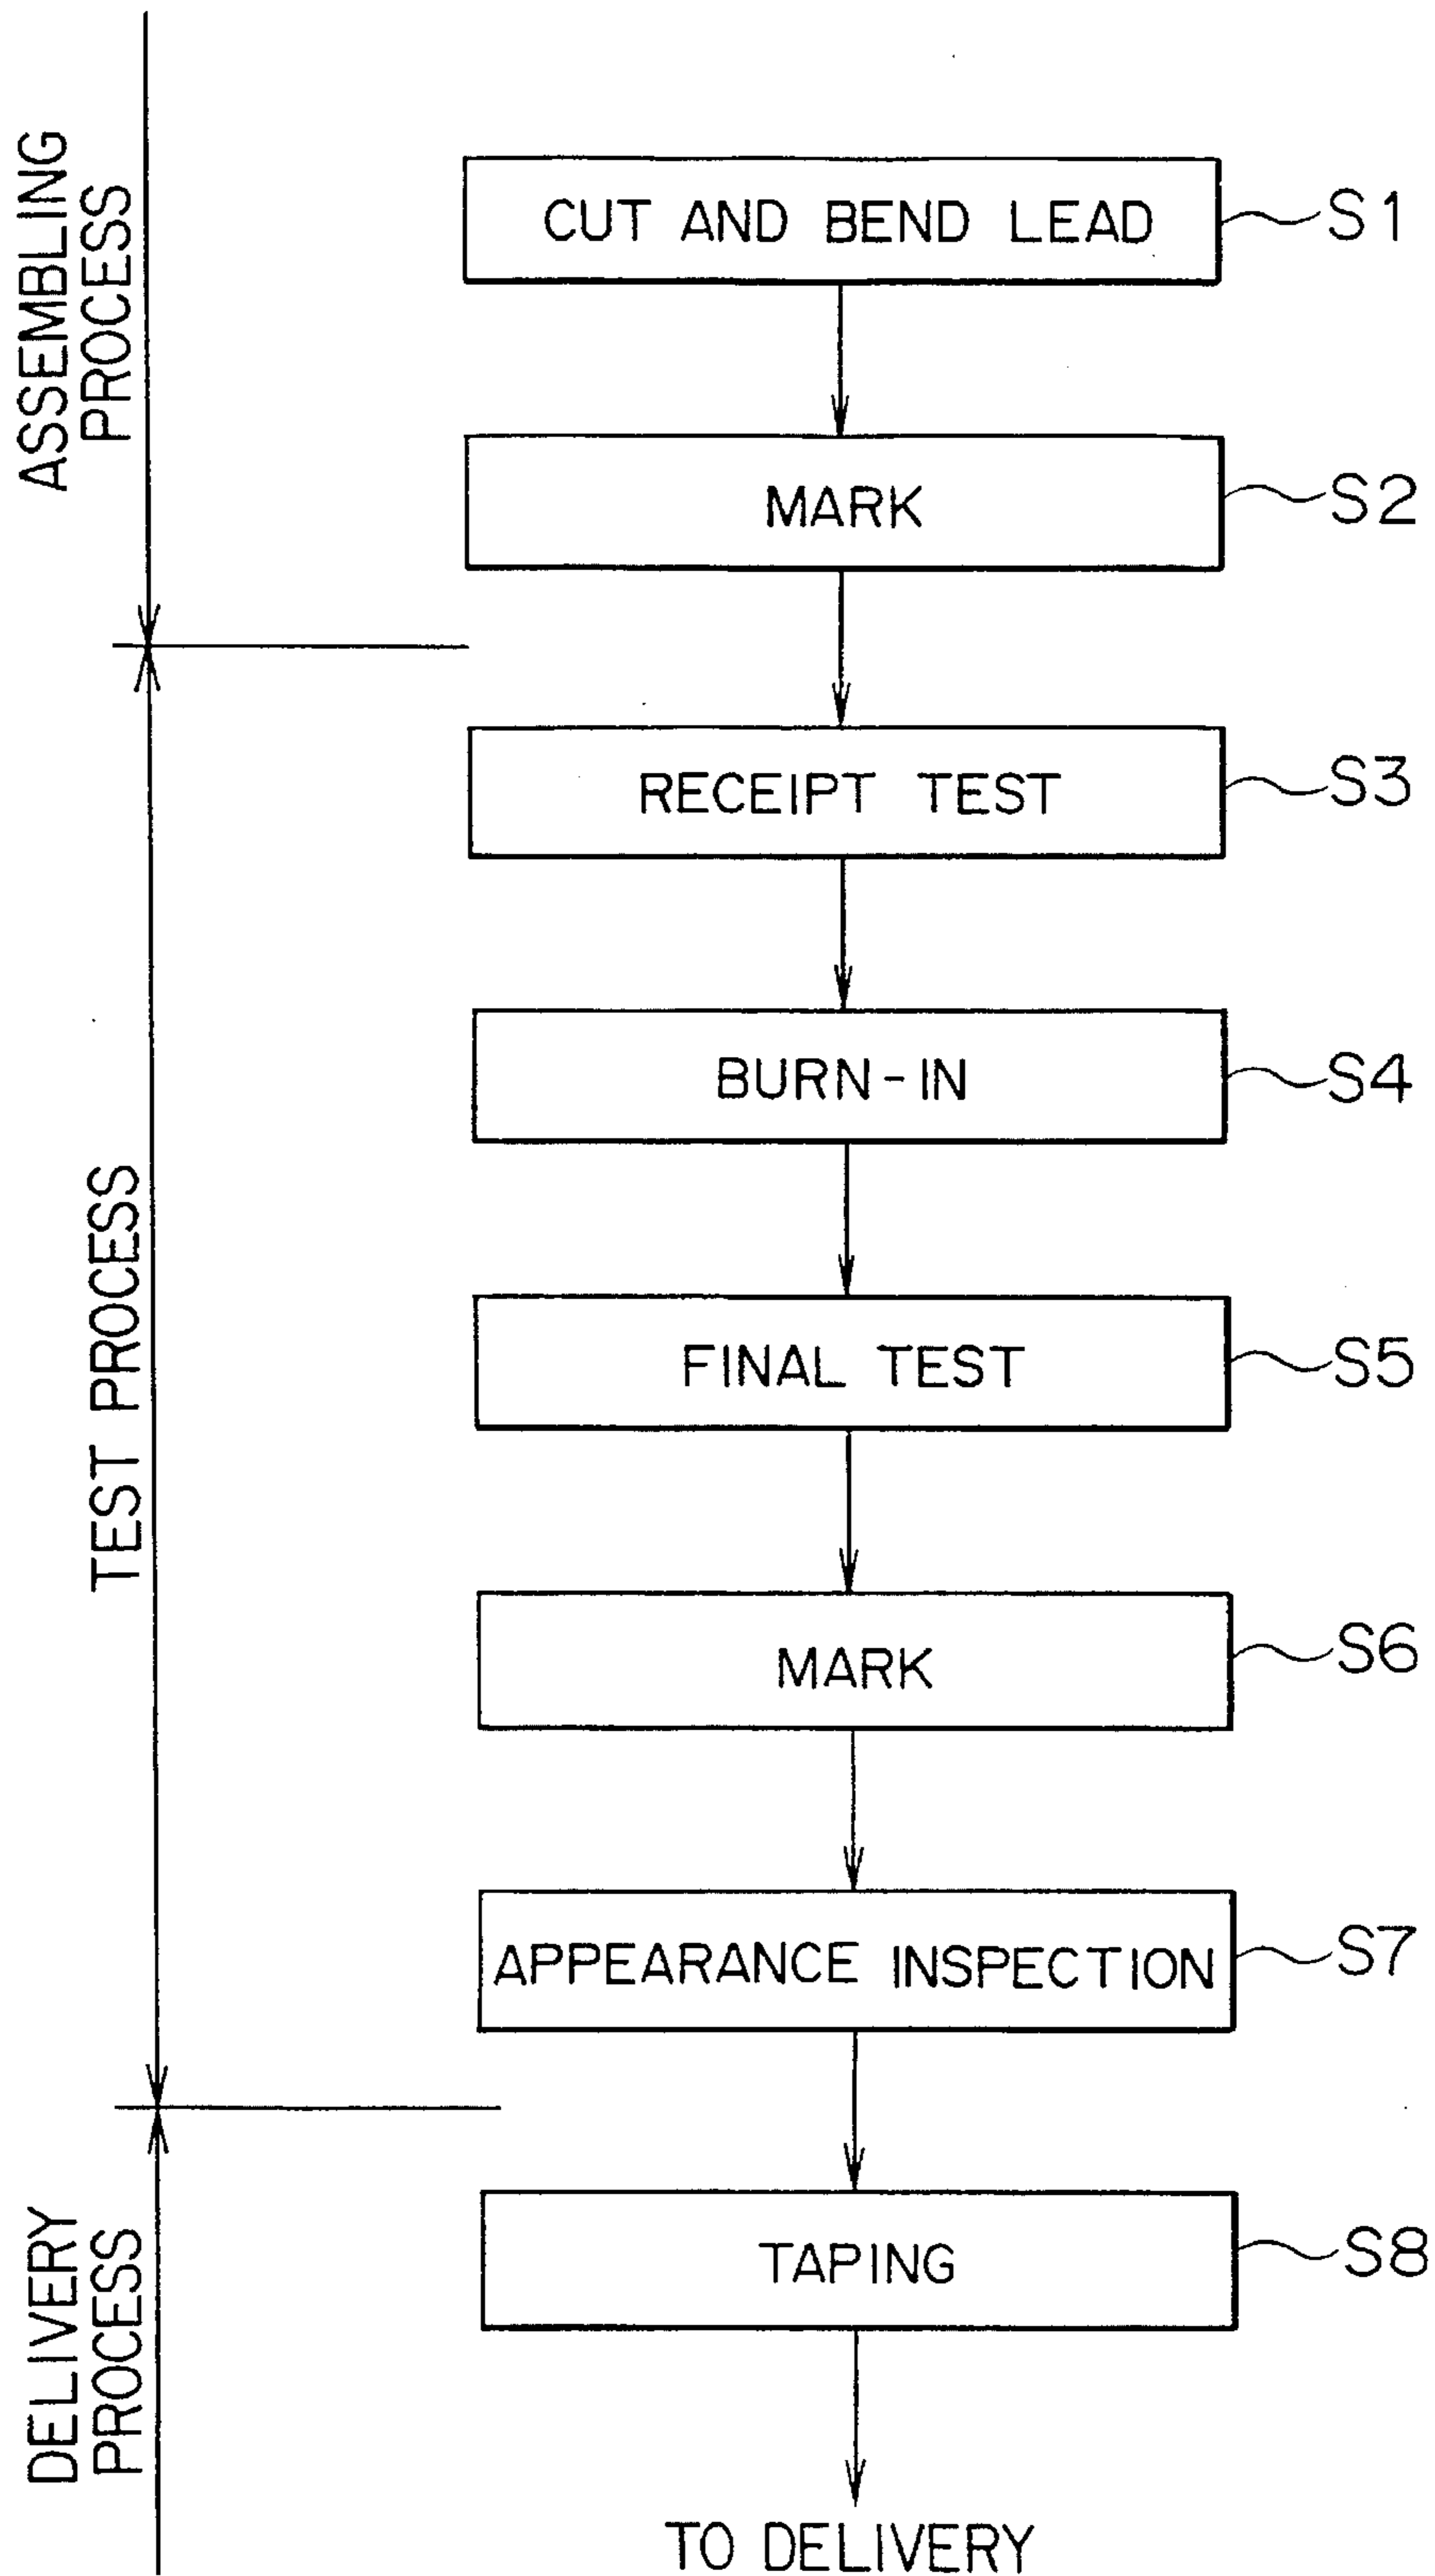 ASSEMBLING
PROCESS
CUT AND BEND LEAD
S1
MARK
S2
TEST PROCESS
RECEIPT TEST
S3
BURN-IN
S4
FINAL TEST
S5
MARK
S6
APPEARANCE INSPECTION
S7
DELIVERY
PROCESS
TAPING
S8
TO DELIVERY